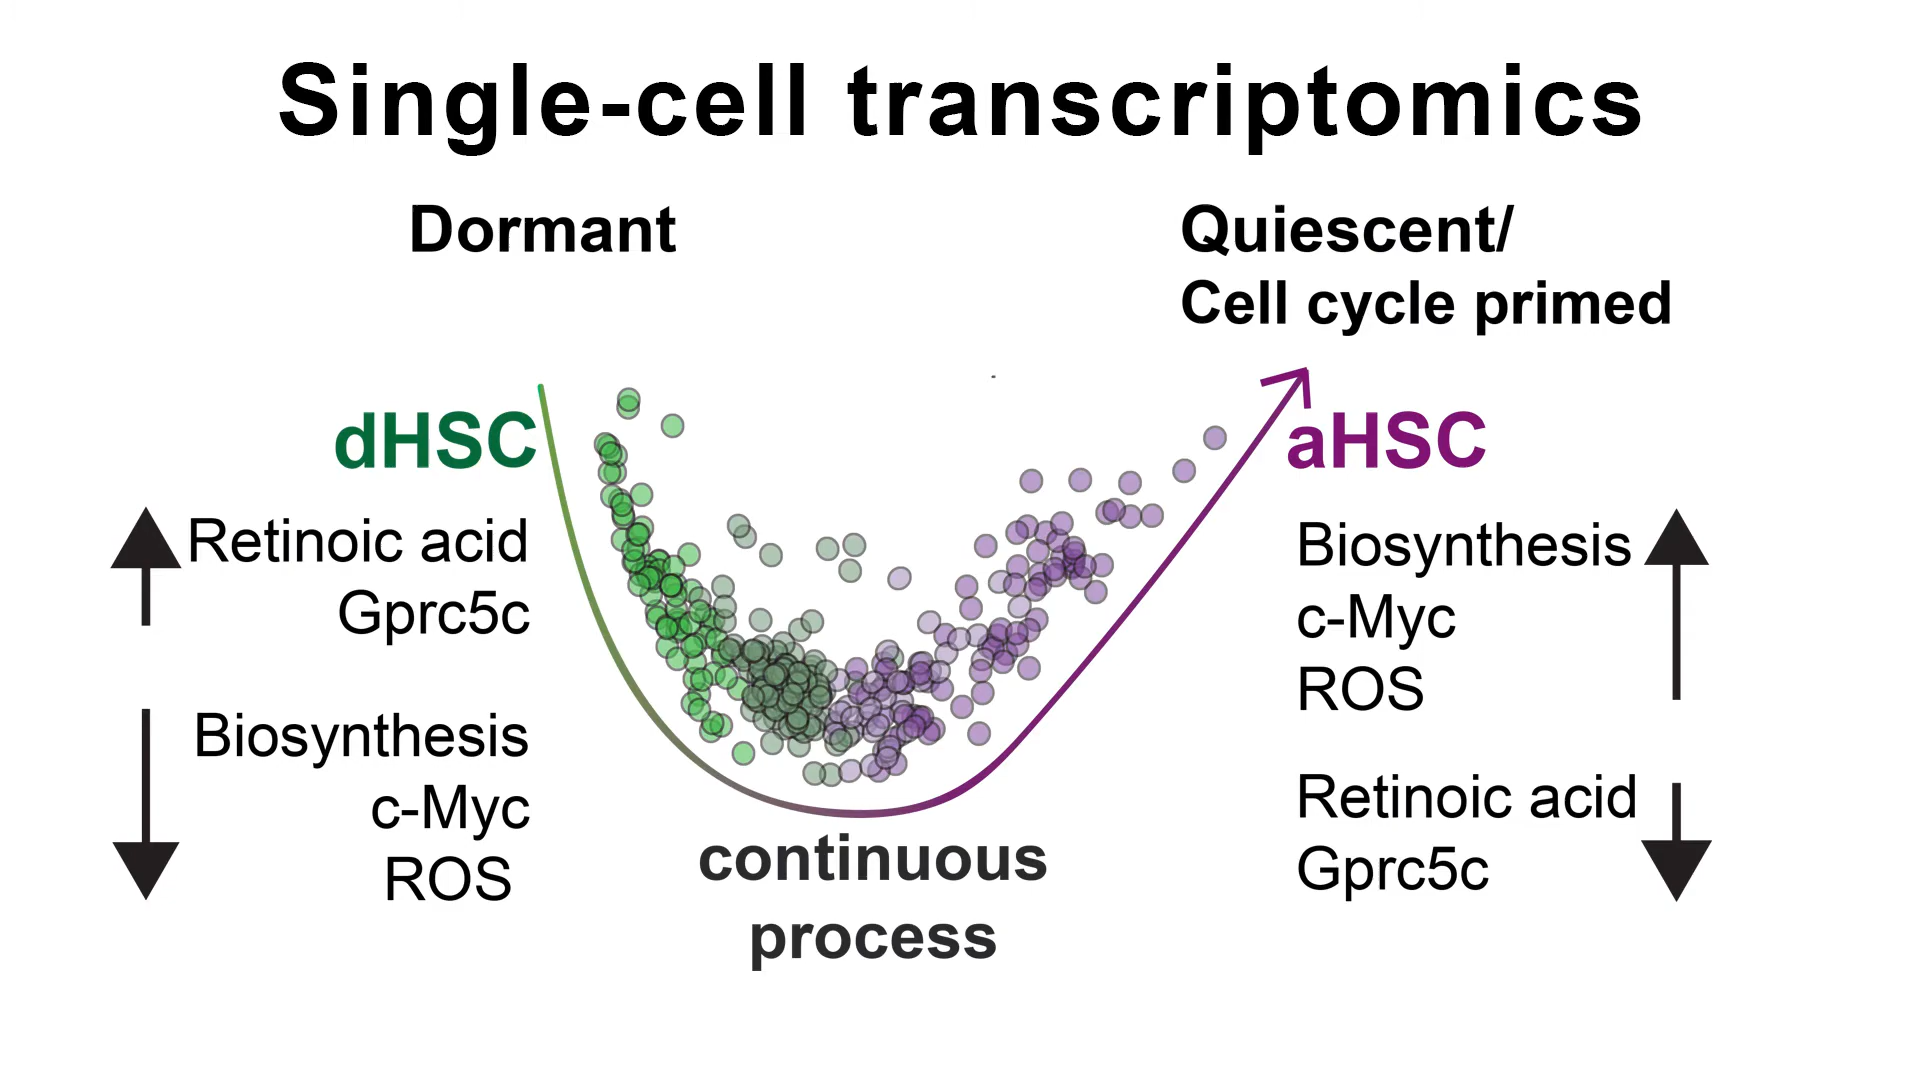 Single-cell transcriptomics
Dormant
Quiescent/
Cell cycle primed
dHSC
Retinoic acid
Gprc5c
Biosynthesis
c-Myc
ROS
aHSC
Biosynthesis
c-Myc
ROS
Retinoic acid
Gprc5c
continuous
process